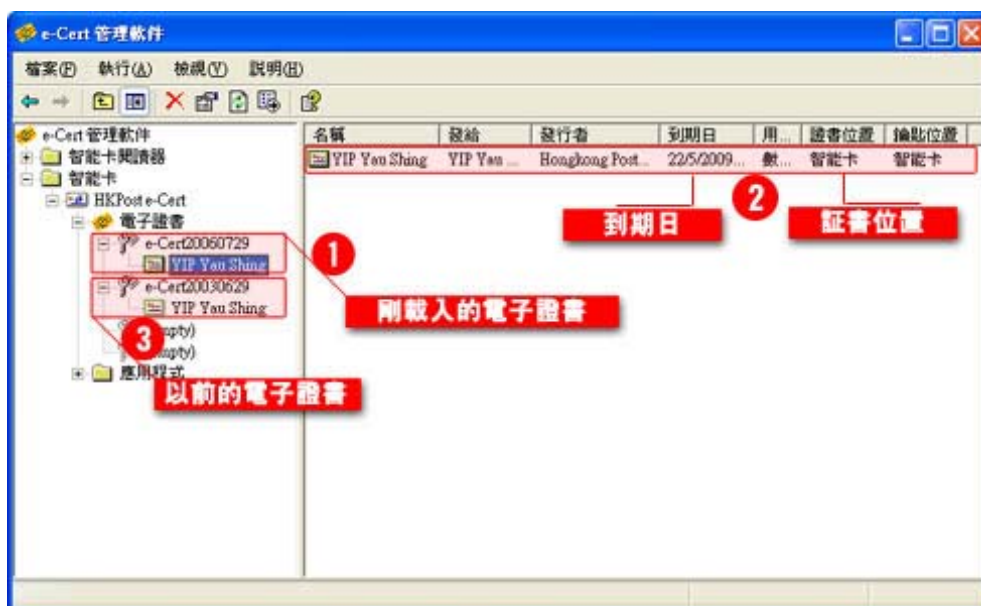 e-Cert 管理軟件
檔案(F) 執行(A) 檢視(V) 説明(H)
e-Cert 管理軟件
智能卡閱讀器
智能卡
HKPost e-Cert
電子證書
e-Cert20060729
YIP Yau Shing
e-Cert20030629
YIP Yau Shing
應用程式
名稱 發給 發行者 到期日 用... 證書位置 鑰匙位置
YIP Yau Shing YIP Yau ... Hongkong Post... 22/5/2009... 數... 智能卡 智能卡
1
剛載入的電子證書
2
到期日
証書位置
3
以前的電子證書